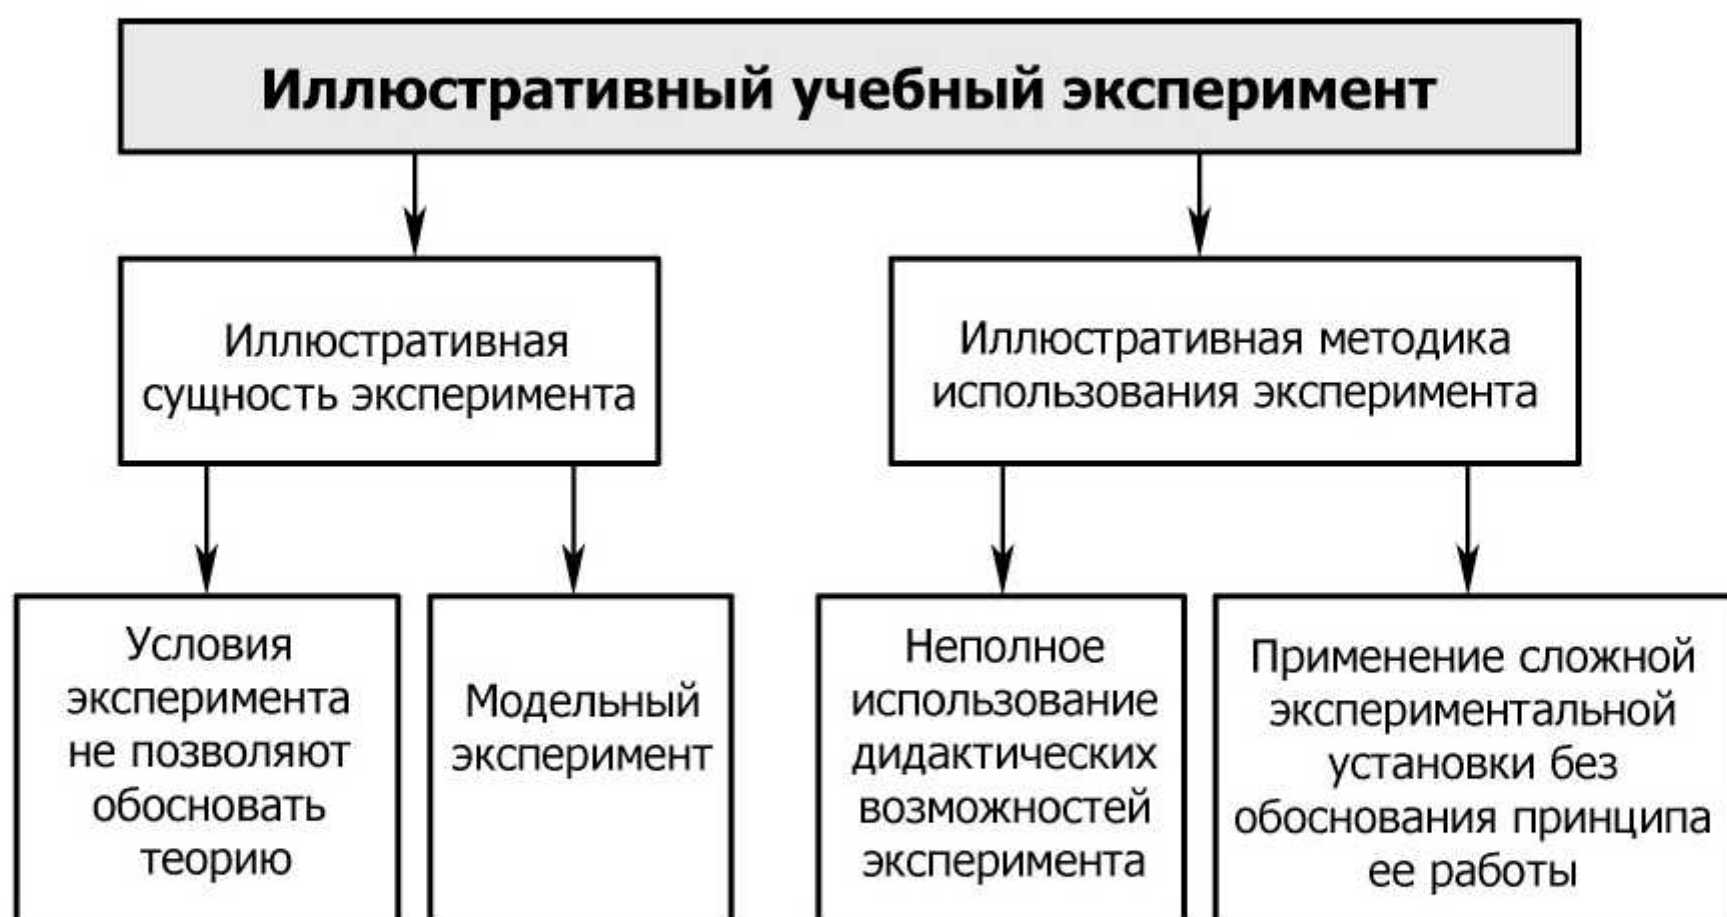 Иллюстративный учебный эксперимент
Иллюстративная
сущность эксперимента
Иллюстративная методика
использования эксперимента
Условия
эксперимента
не позволяют
обосновать
теорию
Модельный
эксперимент
Неполное
использование
дидактических
возможностей
эксперимента
Применение сложной
экспериментальной
установки без
обоснования принципа
ее работы